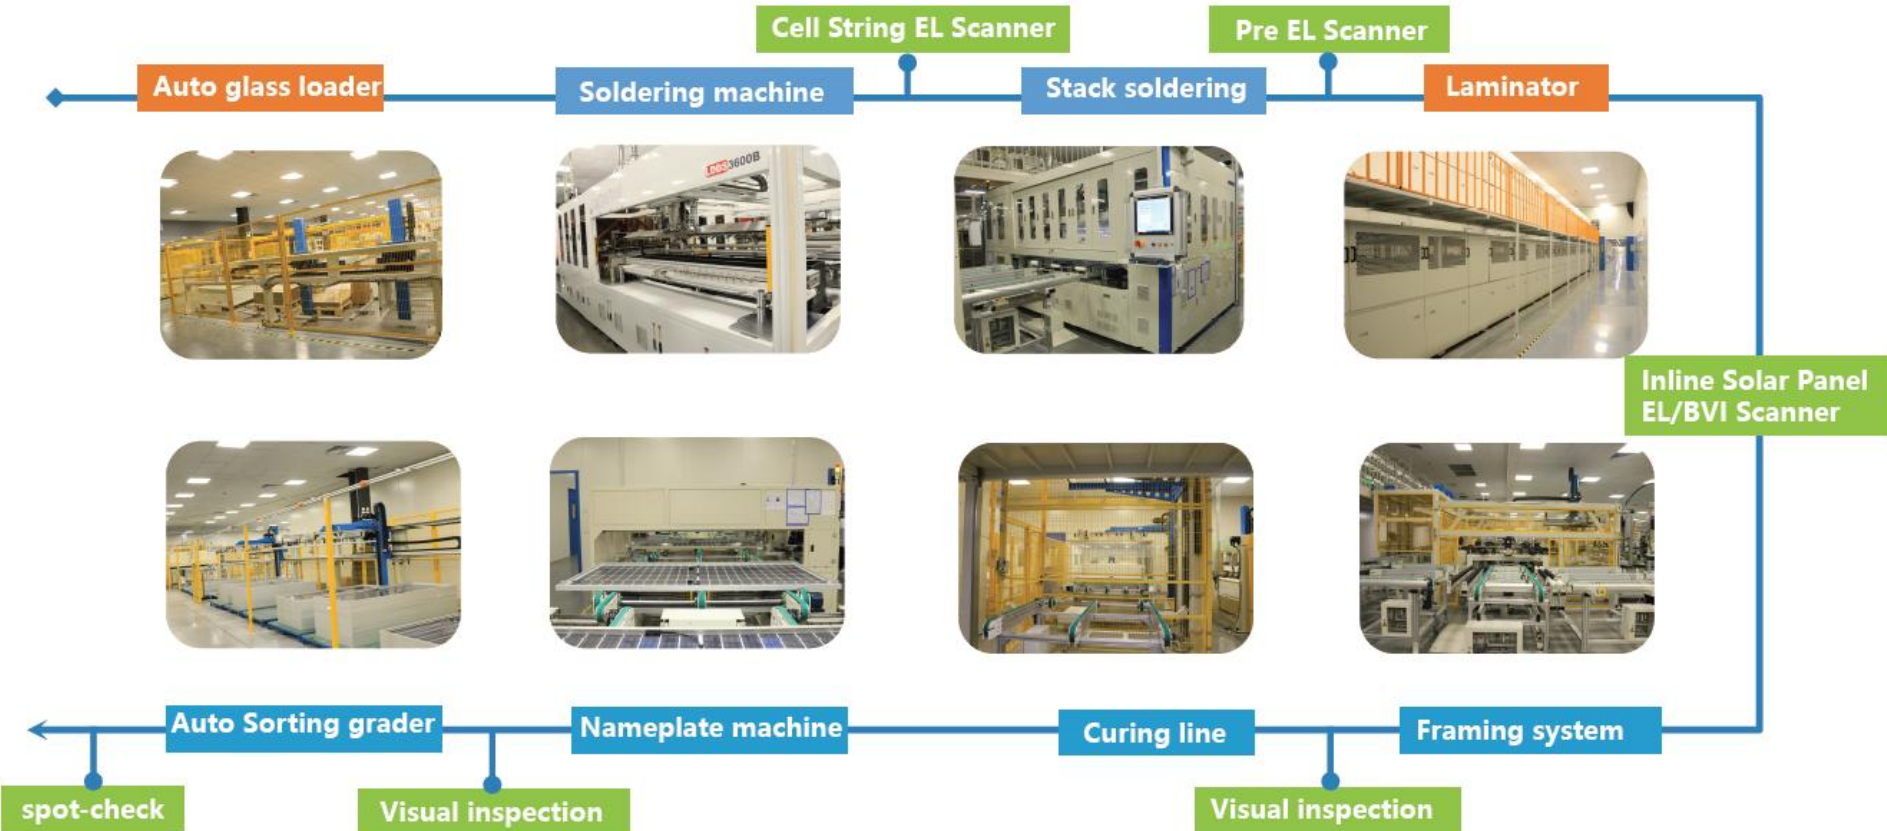 Cell String EL Scanner
Pre EL Scanner
Auto glass loader
Soldering machine
Stack soldering
Laminator
3600B
Inline Solar Panel
EL/BVI Scanner
Auto Sorting grader
Nameplate machine
Curing line
Framing system
spot-check
Visual inspection
Visual inspection